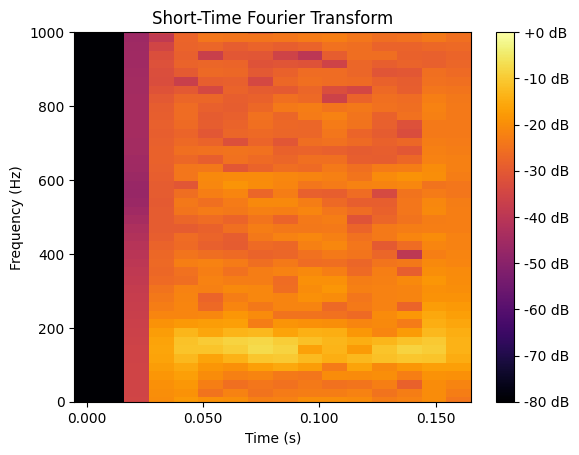 Short-Time Fourier Transform
1000
800
600
400
200
0
Frequency (Hz)
0.000
0.050
0.100
0.150
Time (s)
+0 dB
-10 dB
-20 dB
-30 dB
-40 dB
-50 dB
-60 dB
-70 dB
-80 dB